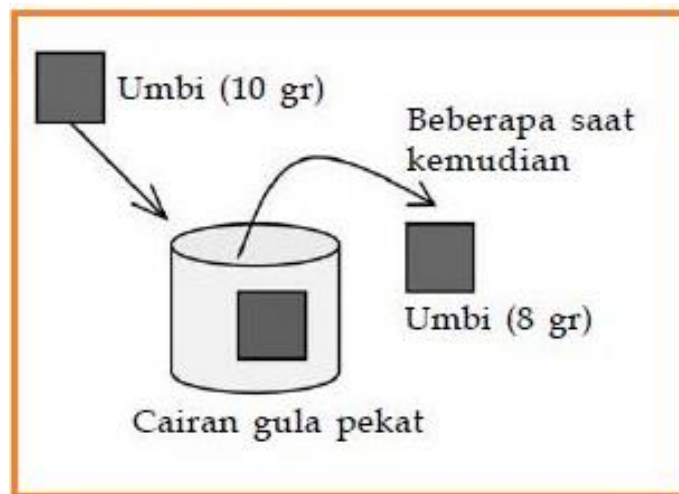 Umbi (10 gr)
Beberapa saat
kemudian
Umbi (8 gr)
Cairan gula pekat